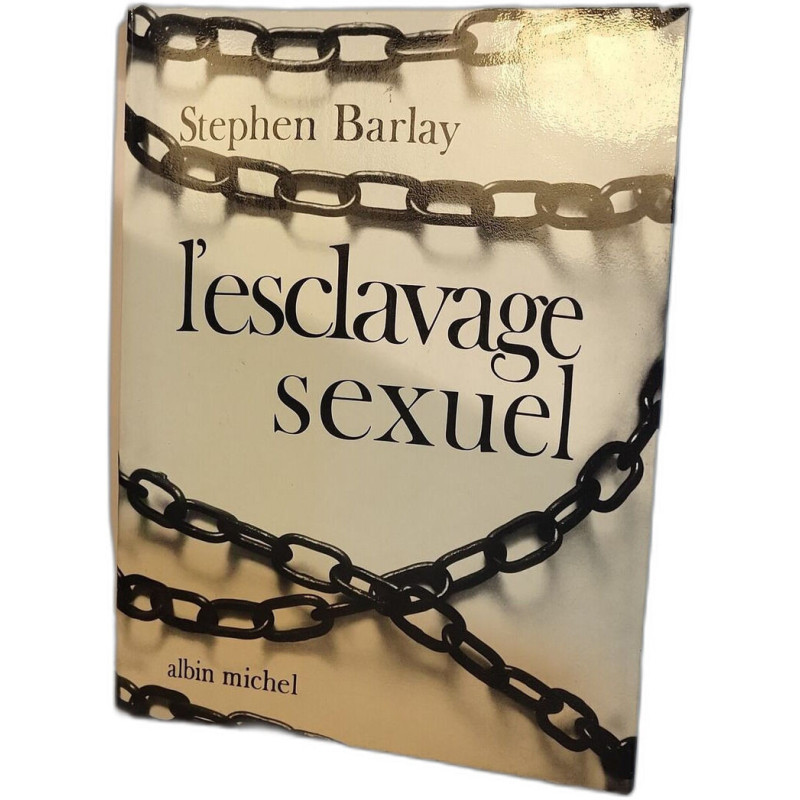 Stephen Barlay
l'esclavage
sexuel
albin michel